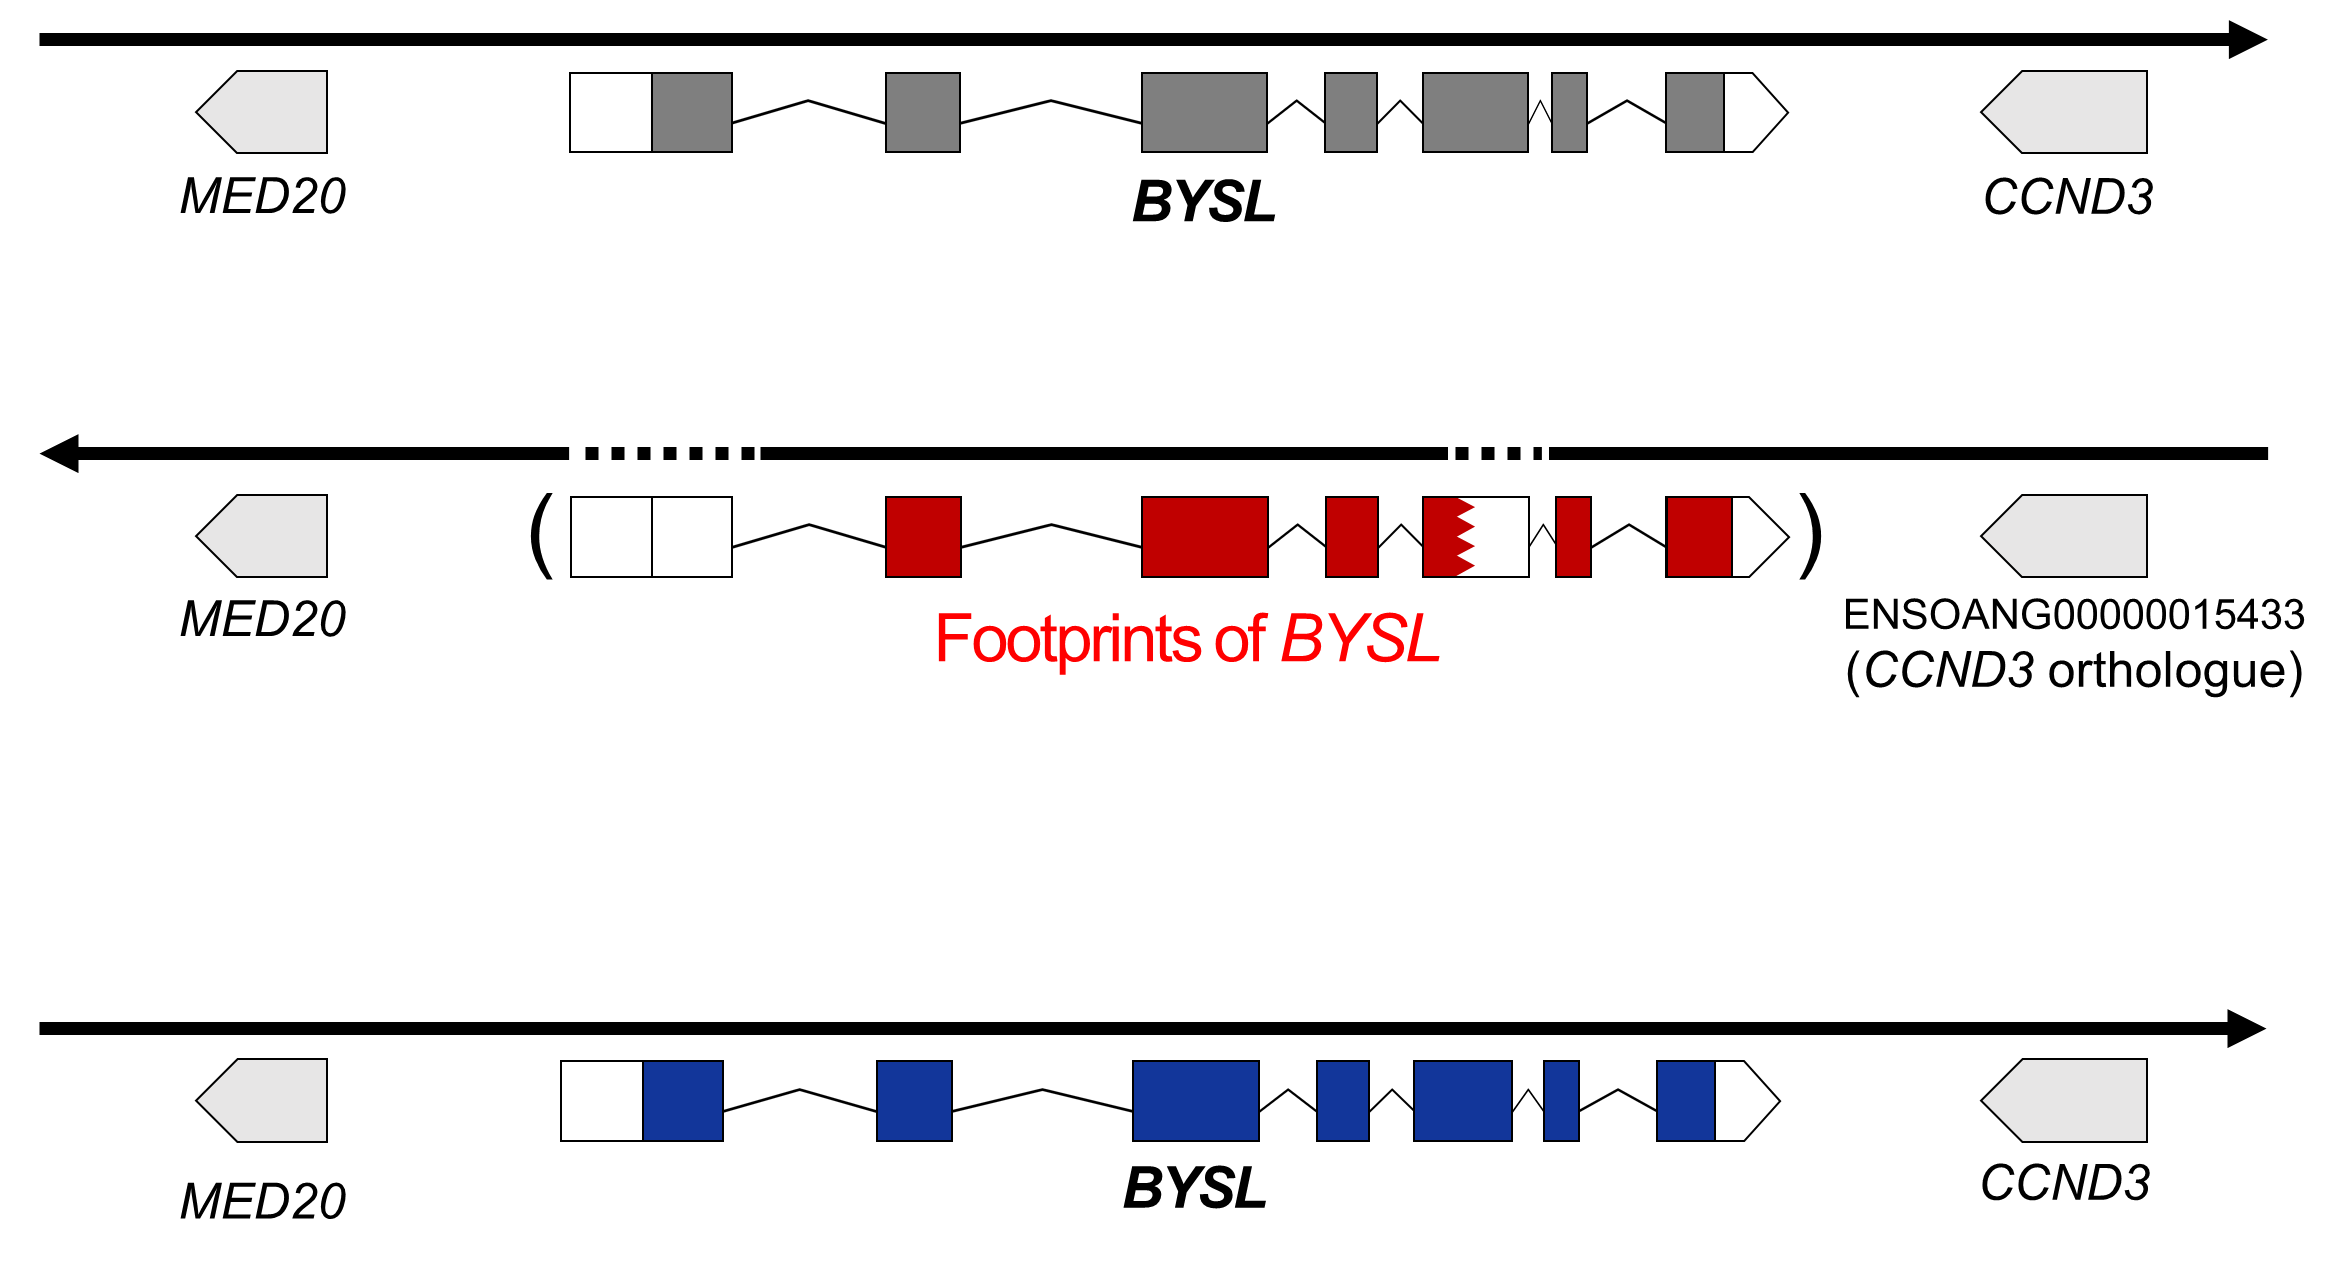 MED20
BYSL
CCND3
( )
MED20
Footprints of BYSL
ENSOANG00000015433
(CCND3 orthologue)
MED20
BYSL
CCND3